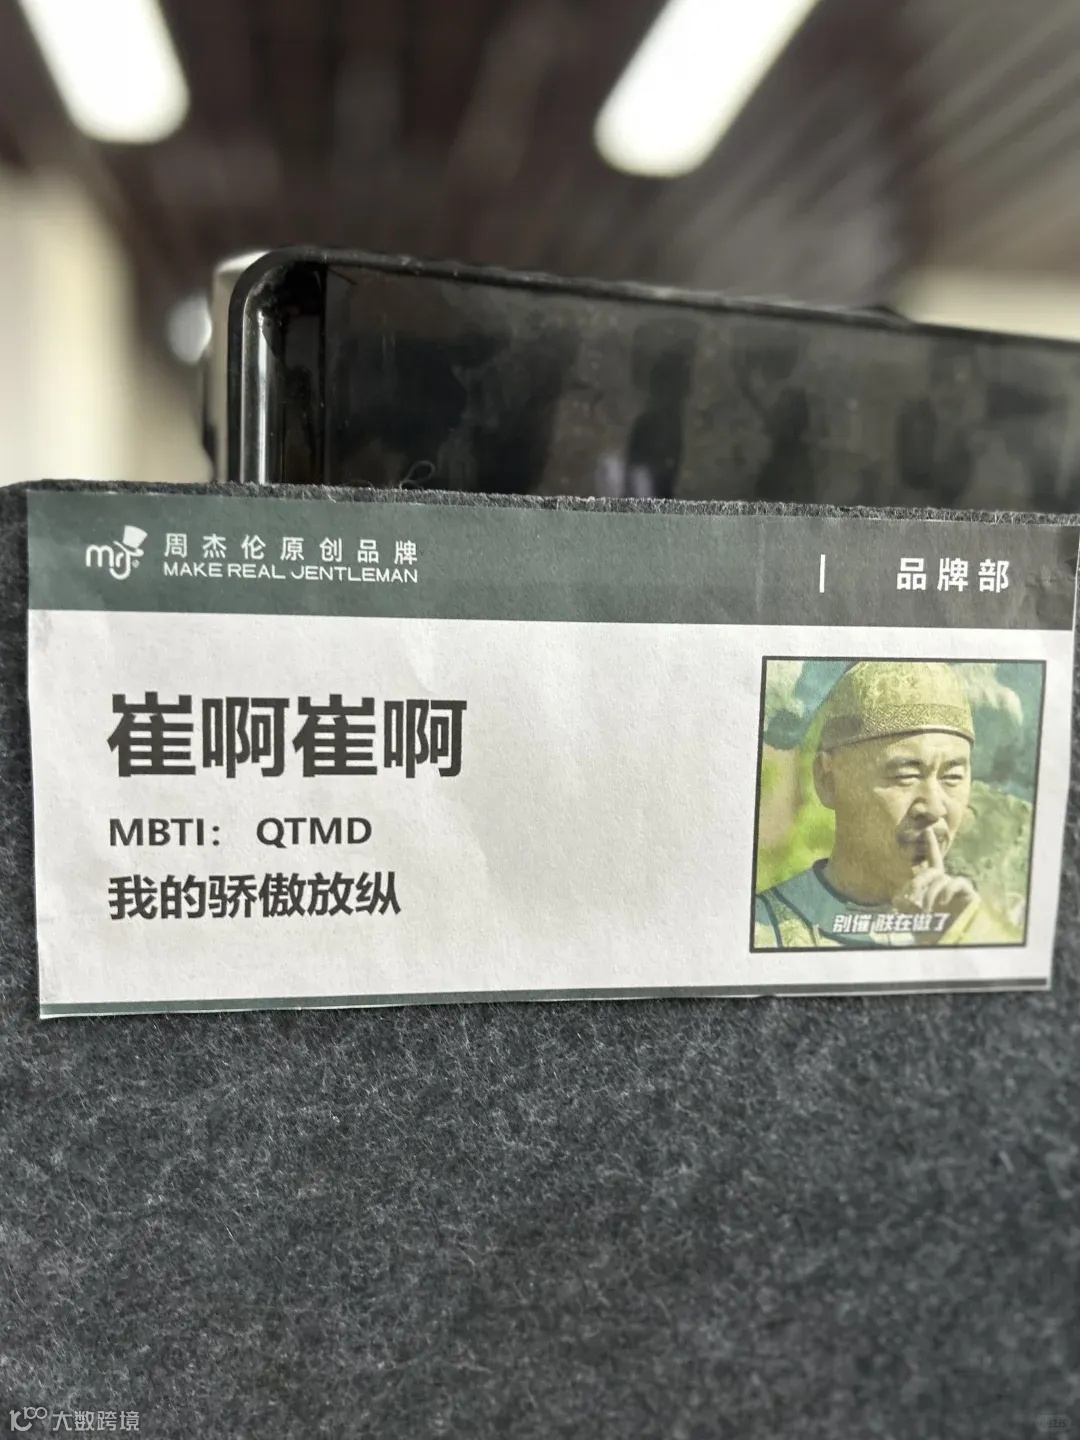 mrj 周杰伦原创品牌
MAKE REAL JENTLEMAN
| 品牌部
崔啊崔啊
MBTI： QTMD
我的骄傲放纵
别催 朕在做了
大数跨境